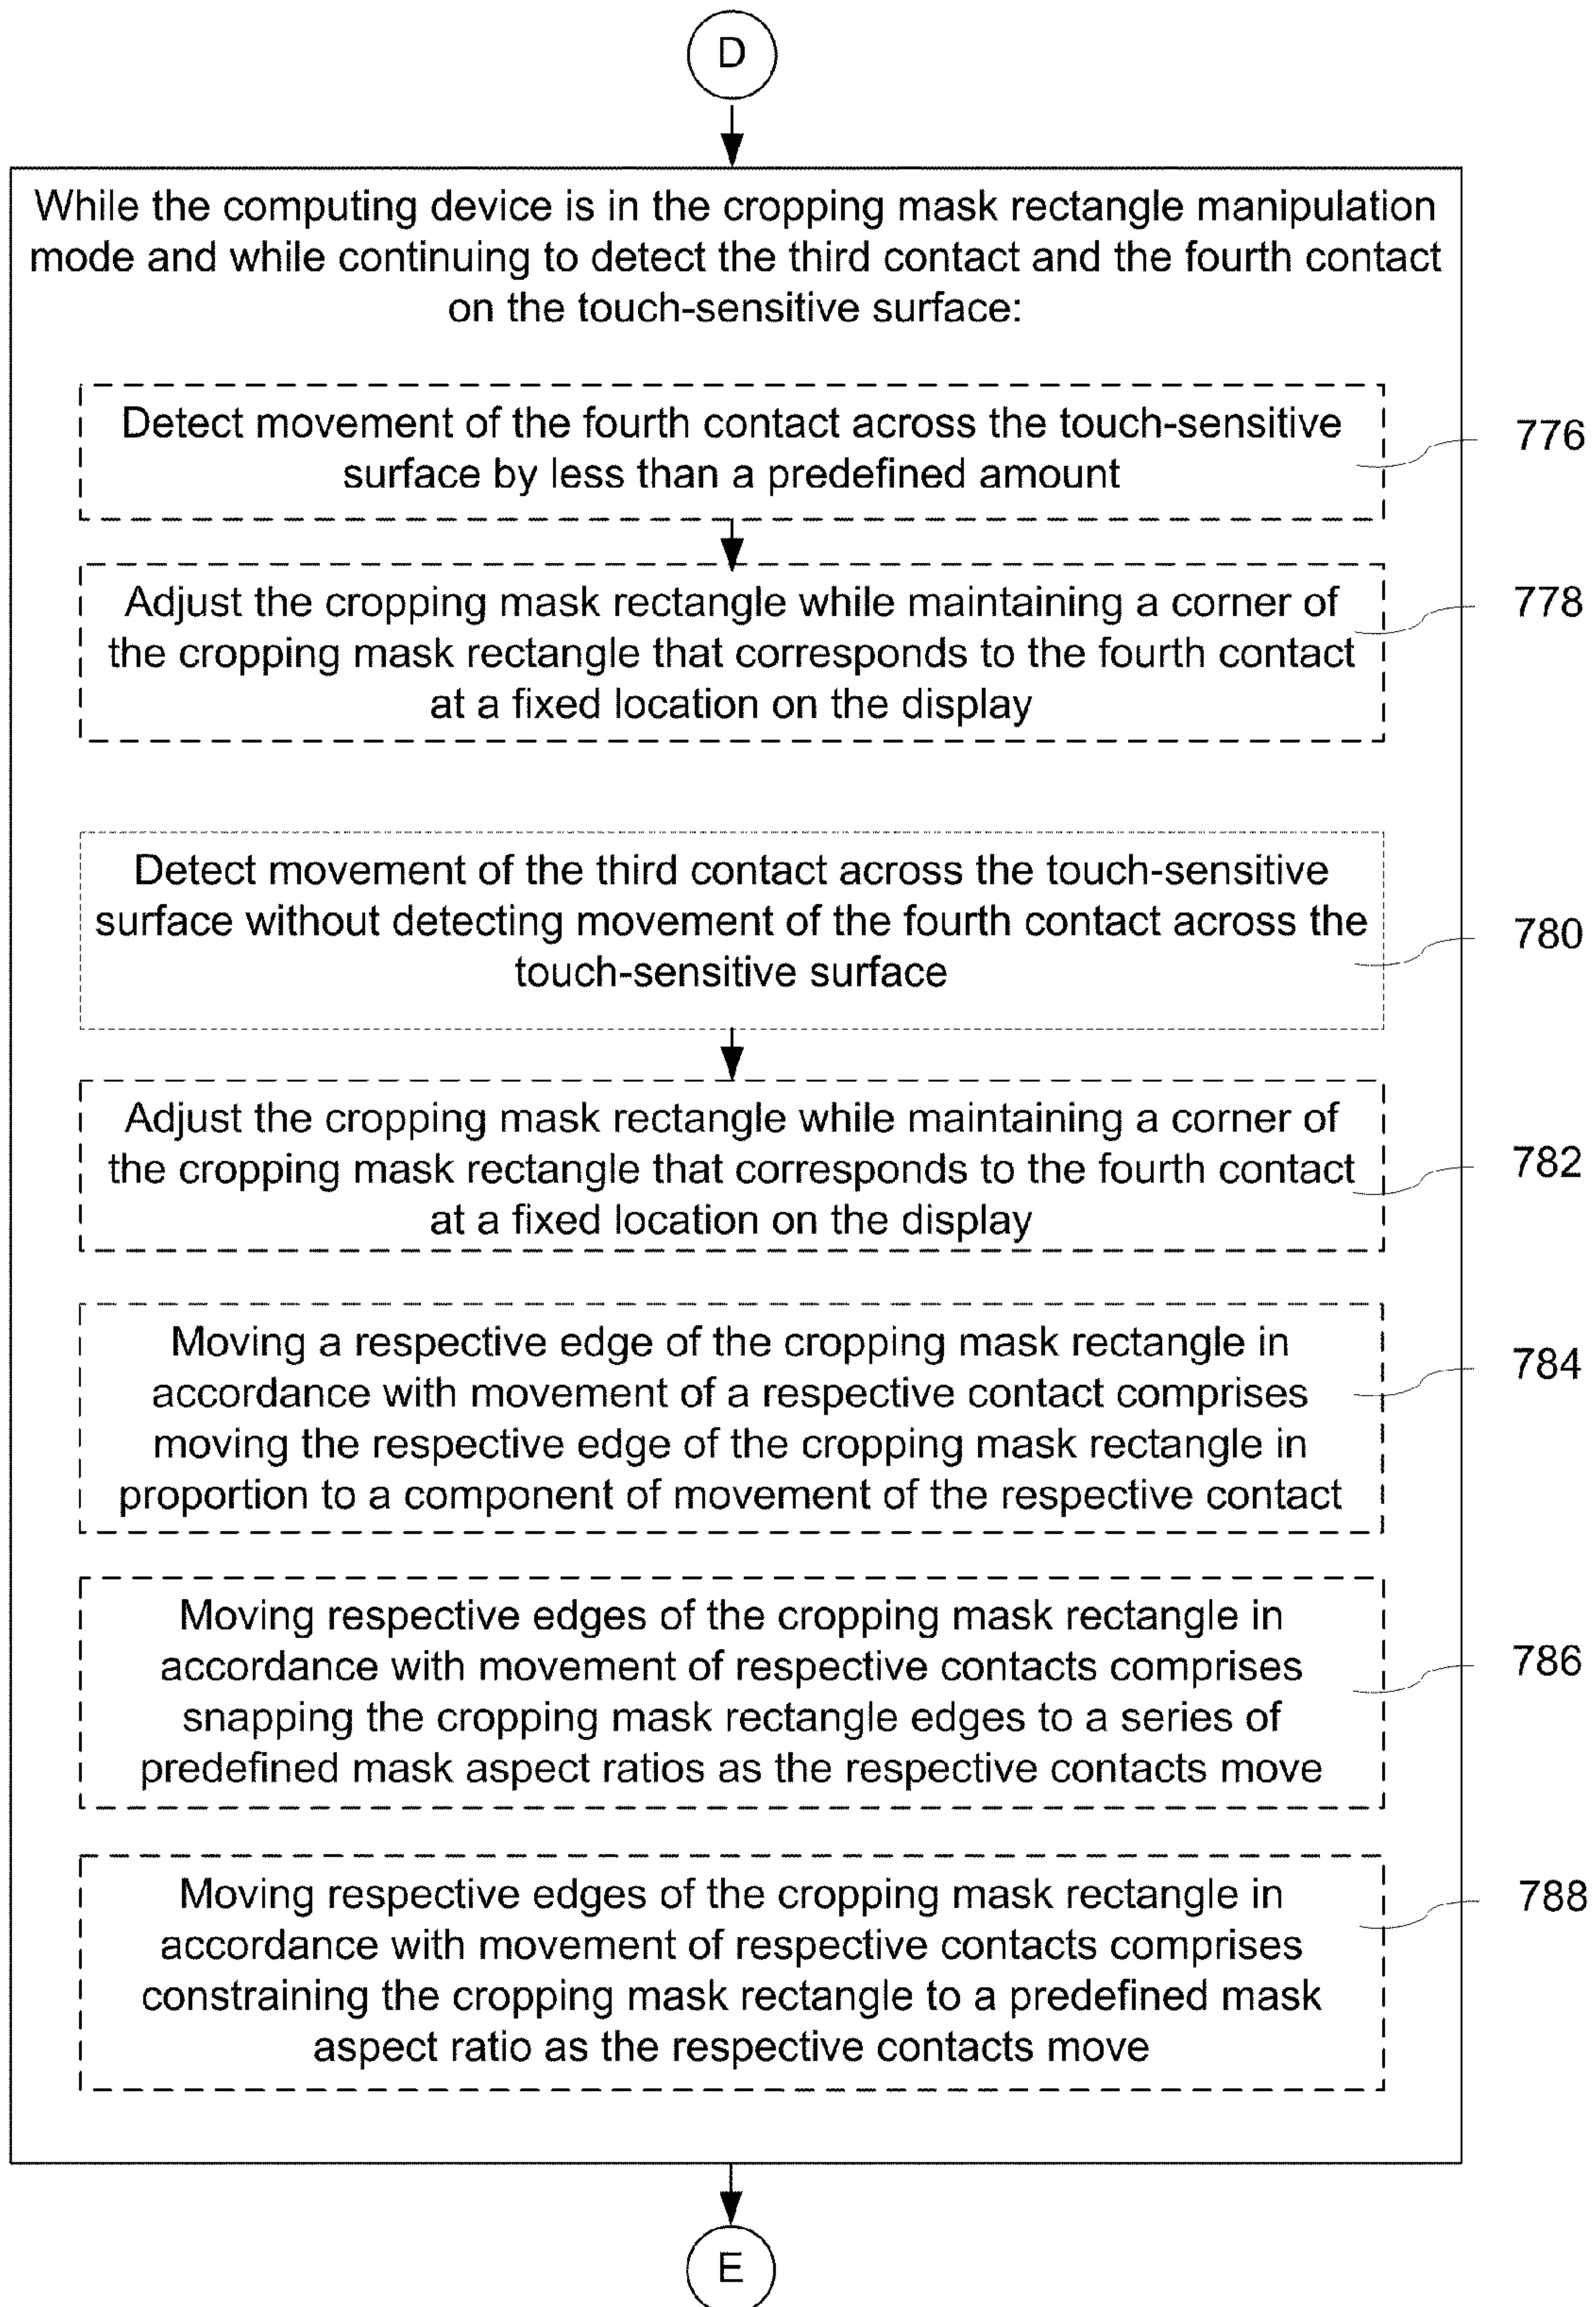 D
While the computing device is in the cropping mask rectangle manipulation
mode and while continuing to detect the third contact and the fourth contact
on the touch-sensitive surface:
Detect movement of the fourth contact across the touch-sensitive
surface by less than a predefined amount
776
Adjust the cropping mask rectangle while maintaining a corner of
the cropping mask rectangle that corresponds to the fourth contact
at a fixed location on the display
778
Detect movement of the third contact across the touch-sensitive
surface without detecting movement of the fourth contact across the
touch-sensitive surface
780
Adjust the cropping mask rectangle while maintaining a corner of
the cropping mask rectangle that corresponds to the fourth contact
at a fixed location on the display
782
Moving a respective edge of the cropping mask rectangle in
accordance with movement of a respective contact comprises
moving the respective edge of the cropping mask rectangle in
proportion to a component of movement of the respective contact
784
Moving respective edges of the cropping mask rectangle in
accordance with movement of respective contacts comprises
snapping the cropping mask rectangle edges to a series of
predefined mask aspect ratios as the respective contacts move
786
Moving respective edges of the cropping mask rectangle in
accordance with movement of respective contacts comprises
constraining the cropping mask rectangle to a predefined mask
aspect ratio as the respective contacts move
788
E